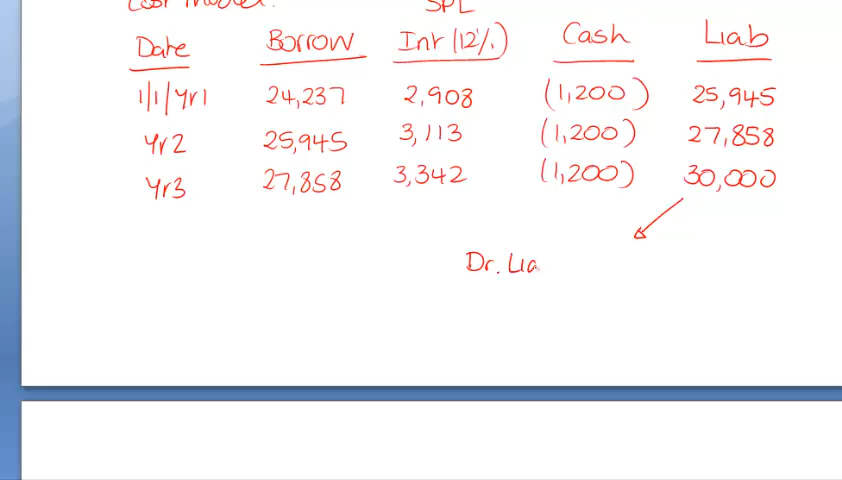 SPL
Date Borrow Int (12%) Cash Liab
1/1/Yr1 24,237 2,908 (1,200) 25,945
Yr2 25,945 3,113 (1,200) 27,858
Yr3 27,858 3,342 (1,200) 30,000
Dr. Lia